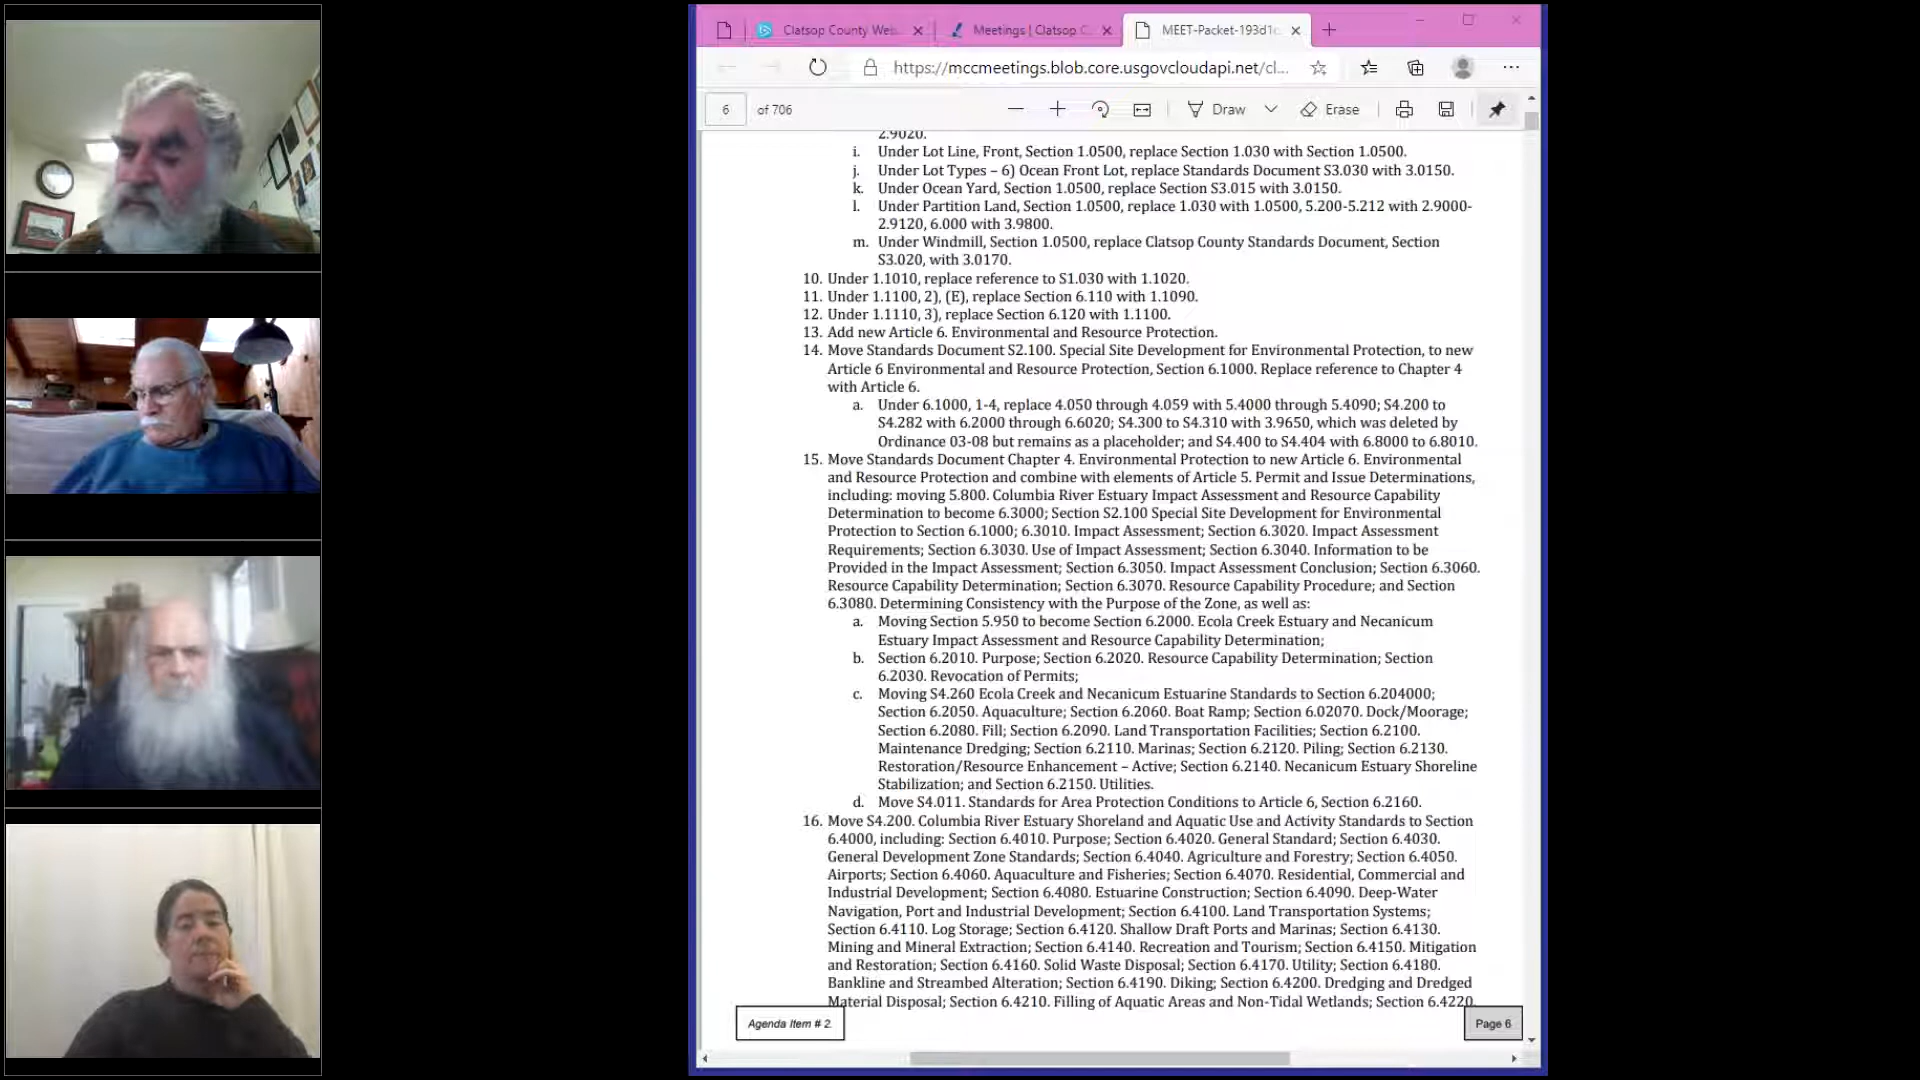 Clatsop County Web
Meetings | Clatsop C
MEET-Packet-193d1c
https://mccmeetings.blob.core.usgovcloudapi.net/cl...
6 of 706
Draw
Erase
2.9020.
i. Under Lot Line, Front, Section 1.0500, replace Section 1.030 with Section 1.0500.
j. Under Lot Types – 6) Ocean Front Lot, replace Standards Document S3.030 with 3.0150.
k. Under Ocean Yard, Section 1.0500, replace Section S3.015 with 3.0150.
l. Under Partition Land, Section 1.0500, replace 1.030 with 1.0500, 5.200-5.212 with 2.9000-
2.9120, 6.000 with 3.9800.
m. Under Windmill, Section 1.0500, replace Clatsop County Standards Document, Section
S3.020, with 3.0170.
10. Under 1.1010, replace reference to S1.030 with 1.1020.
11. Under 1.1100, 2), (E), replace Section 6.110 with 1.1090.
12. Under 1.1110, 3), replace Section 6.120 with 1.1100.
13. Add new Article 6. Environmental and Resource Protection.
14. Move Standards Document S2.100. Special Site Development for Environmental Protection, to new
Article 6 Environmental and Resource Protection, Section 6.1000. Replace reference to Chapter 4
with Article 6.
a. Under 6.1000, 1-4, replace 4.050 through 4.059 with 5.4000 through 5.4090; S4.200 to
S4.282 with 6.2000 through 6.6020; S4.300 to S4.310 with 3.9650, which was deleted by
Ordinance 03-08 but remains as a placeholder; and S4.400 to S4.404 with 6.8000 to 6.8010.
15. Move Standards Document Chapter 4. Environmental Protection to new Article 6. Environmental
and Resource Protection and combine with elements of Article 5. Permit and Issue Determinations,
including: moving 5.800. Columbia River Estuary Impact Assessment and Resource Capability
Determination to become 6.3000; Section S2.100 Special Site Development for Environmental
Protection to Section 6.1000; 6.3010. Impact Assessment; Section 6.3020. Impact Assessment
Requirements; Section 6.3030. Use of Impact Assessment; Section 6.3040. Information to be
Provided in the Impact Assessment; Section 6.3050. Impact Assessment Conclusion; Section 6.3060.
Resource Capability Determination; Section 6.3070. Resource Capability Procedure; and Section
6.3080. Determining Consistency with the Purpose of the Zone, as well as:
a. Moving Section 5.950 to become Section 6.2000. Ecola Creek Estuary and Necanicum
Estuary Impact Assessment and Resource Capability Determination;
b. Section 6.2010. Purpose; Section 6.2020. Resource Capability Determination; Section
6.2030. Revocation of Permits;
c. Moving S4.260 Ecola Creek and Necanicum Estuarine Standards to Section 6.204000;
Section 6.2050. Aquaculture; Section 6.2060. Boat Ramp; Section 6.02070. Dock/Moorage;
Section 6.2080. Fill; Section 6.2090. Land Transportation Facilities; Section 6.2100.
Maintenance Dredging; Section 6.2110. Marinas; Section 6.2120. Piling; Section 6.2130.
Restoration/Resource Enhancement – Active; Section 6.2140. Necanicum Estuary Shoreline
Stabilization; and Section 6.2150. Utilities.
d. Move S4.011. Standards for Area Protection Conditions to Article 6, Section 6.2160.
16. Move S4.200. Columbia River Estuary Shoreland and Aquatic Use and Activity Standards to Section
6.4000, including: Section 6.4010. Purpose; Section 6.4020. General Standard; Section 6.4030.
General Development Zone Standards; Section 6.4040. Agriculture and Forestry; Section 6.4050.
Airports; Section 6.4060. Aquaculture and Fisheries; Section 6.4070. Residential, Commercial and
Industrial Development; Section 6.4080. Estuarine Construction; Section 6.4090. Deep-Water
Navigation, Port and Industrial Development; Section 6.4100. Land Transportation Systems;
Section 6.4110. Log Storage; Section 6.4120. Shallow Draft Ports and Marinas; Section 6.4130.
Mining and Mineral Extraction; Section 6.4140. Recreation and Tourism; Section 6.4150. Mitigation
and Restoration; Section 6.4160. Solid Waste Disposal; Section 6.4170. Utility; Section 6.4180.
Bankline and Streambed Alteration; Section 6.4190. Diking; Section 6.4200. Dredging and Dredged
Material Disposal; Section 6.4210. Filling of Aquatic Areas and Non-Tidal Wetlands; Section 6.4220.
Agenda Item # 2.
Page 6